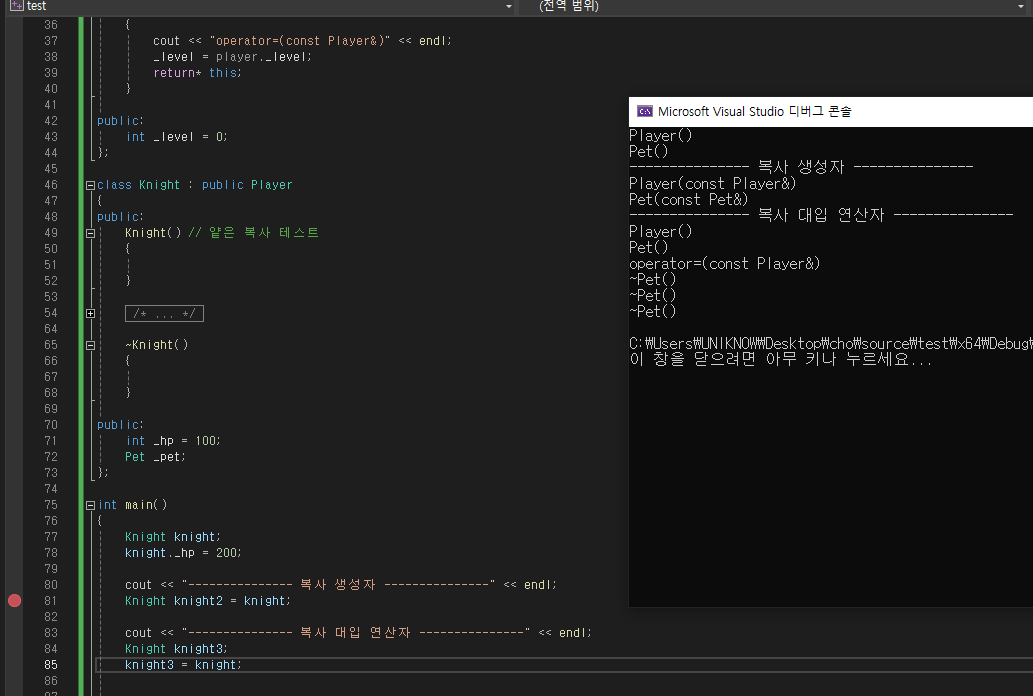 test
(전역 범위)
36 {
37 cout << "operator=(const Player&)" << endl;
38 _level = player._level;
39 return* this;
40 }
41
42 public:
43 int _level = 0;
44 };
45
46 class Knight : public Player
47 {
48 public:
49 Knight() // 얕은 복사 테스트
50 {
51
52 }
53
54 /* ... */
64
65 ~Knight()
66 {
67
68 }
69
70 public:
71 int _hp = 100;
72 Pet _pet;
73 };
74
75 int main()
76 {
77 Knight knight;
78 knight._hp = 200;
79
80 cout << "--------------- 복사 생성자 ---------------" << endl;
81 Knight knight2 = knight;
82
83 cout << "--------------- 복사 대입 연산자 ---------------" << endl;
84 Knight knight3;
85 knight3 = knight;
86
Microsoft Visual Studio 디버그 콘솔
Player()
Pet()
--------------- 복사 생성자 ---------------
Player(const Player&)
Pet(const Pet&)
--------------- 복사 대입 연산자 ---------------
Player()
Pet()
operator=(const Player&)
~Pet()
~Pet()
~Pet()
C:₩Users₩UNIKNOW₩Desktop₩cho₩source₩test₩x64₩Debug₩
이 창을 닫으려면 아무 키나 누르세요...